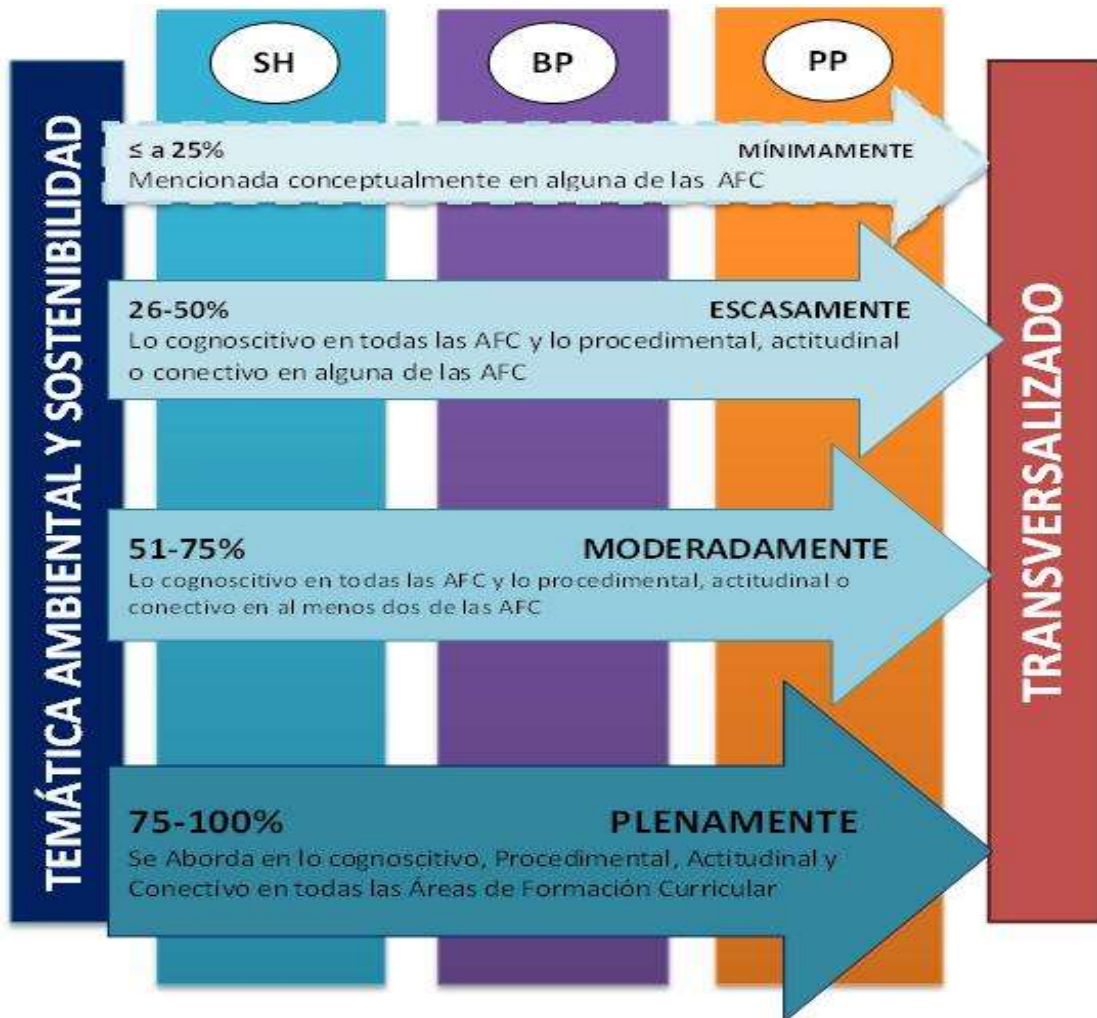 SH
BP
PP
TEMÁTICA AMBIENTAL Y SOSTENIBILIDAD
≤ a 25% MÍNIMAMENTE
Mencionada conceptualmente en alguna de las AFC
26-50% ESCASAMENTE
Lo cognoscitivo en todas las AFC y lo procedimental, actitudinal
o conectivo en alguna de las AFC
51-75% MODERADAMENTE
Lo cognoscitivo en todas las AFC y lo procedimental, actitudinal o
conectivo en al menos dos de las AFC
75-100% PLENAMENTE
Se Aborda en lo cognoscitivo, Procedimental, Actitudinal y
Conectivo en todas las Áreas de Formación Curricular
TRANSVERSALIZADO